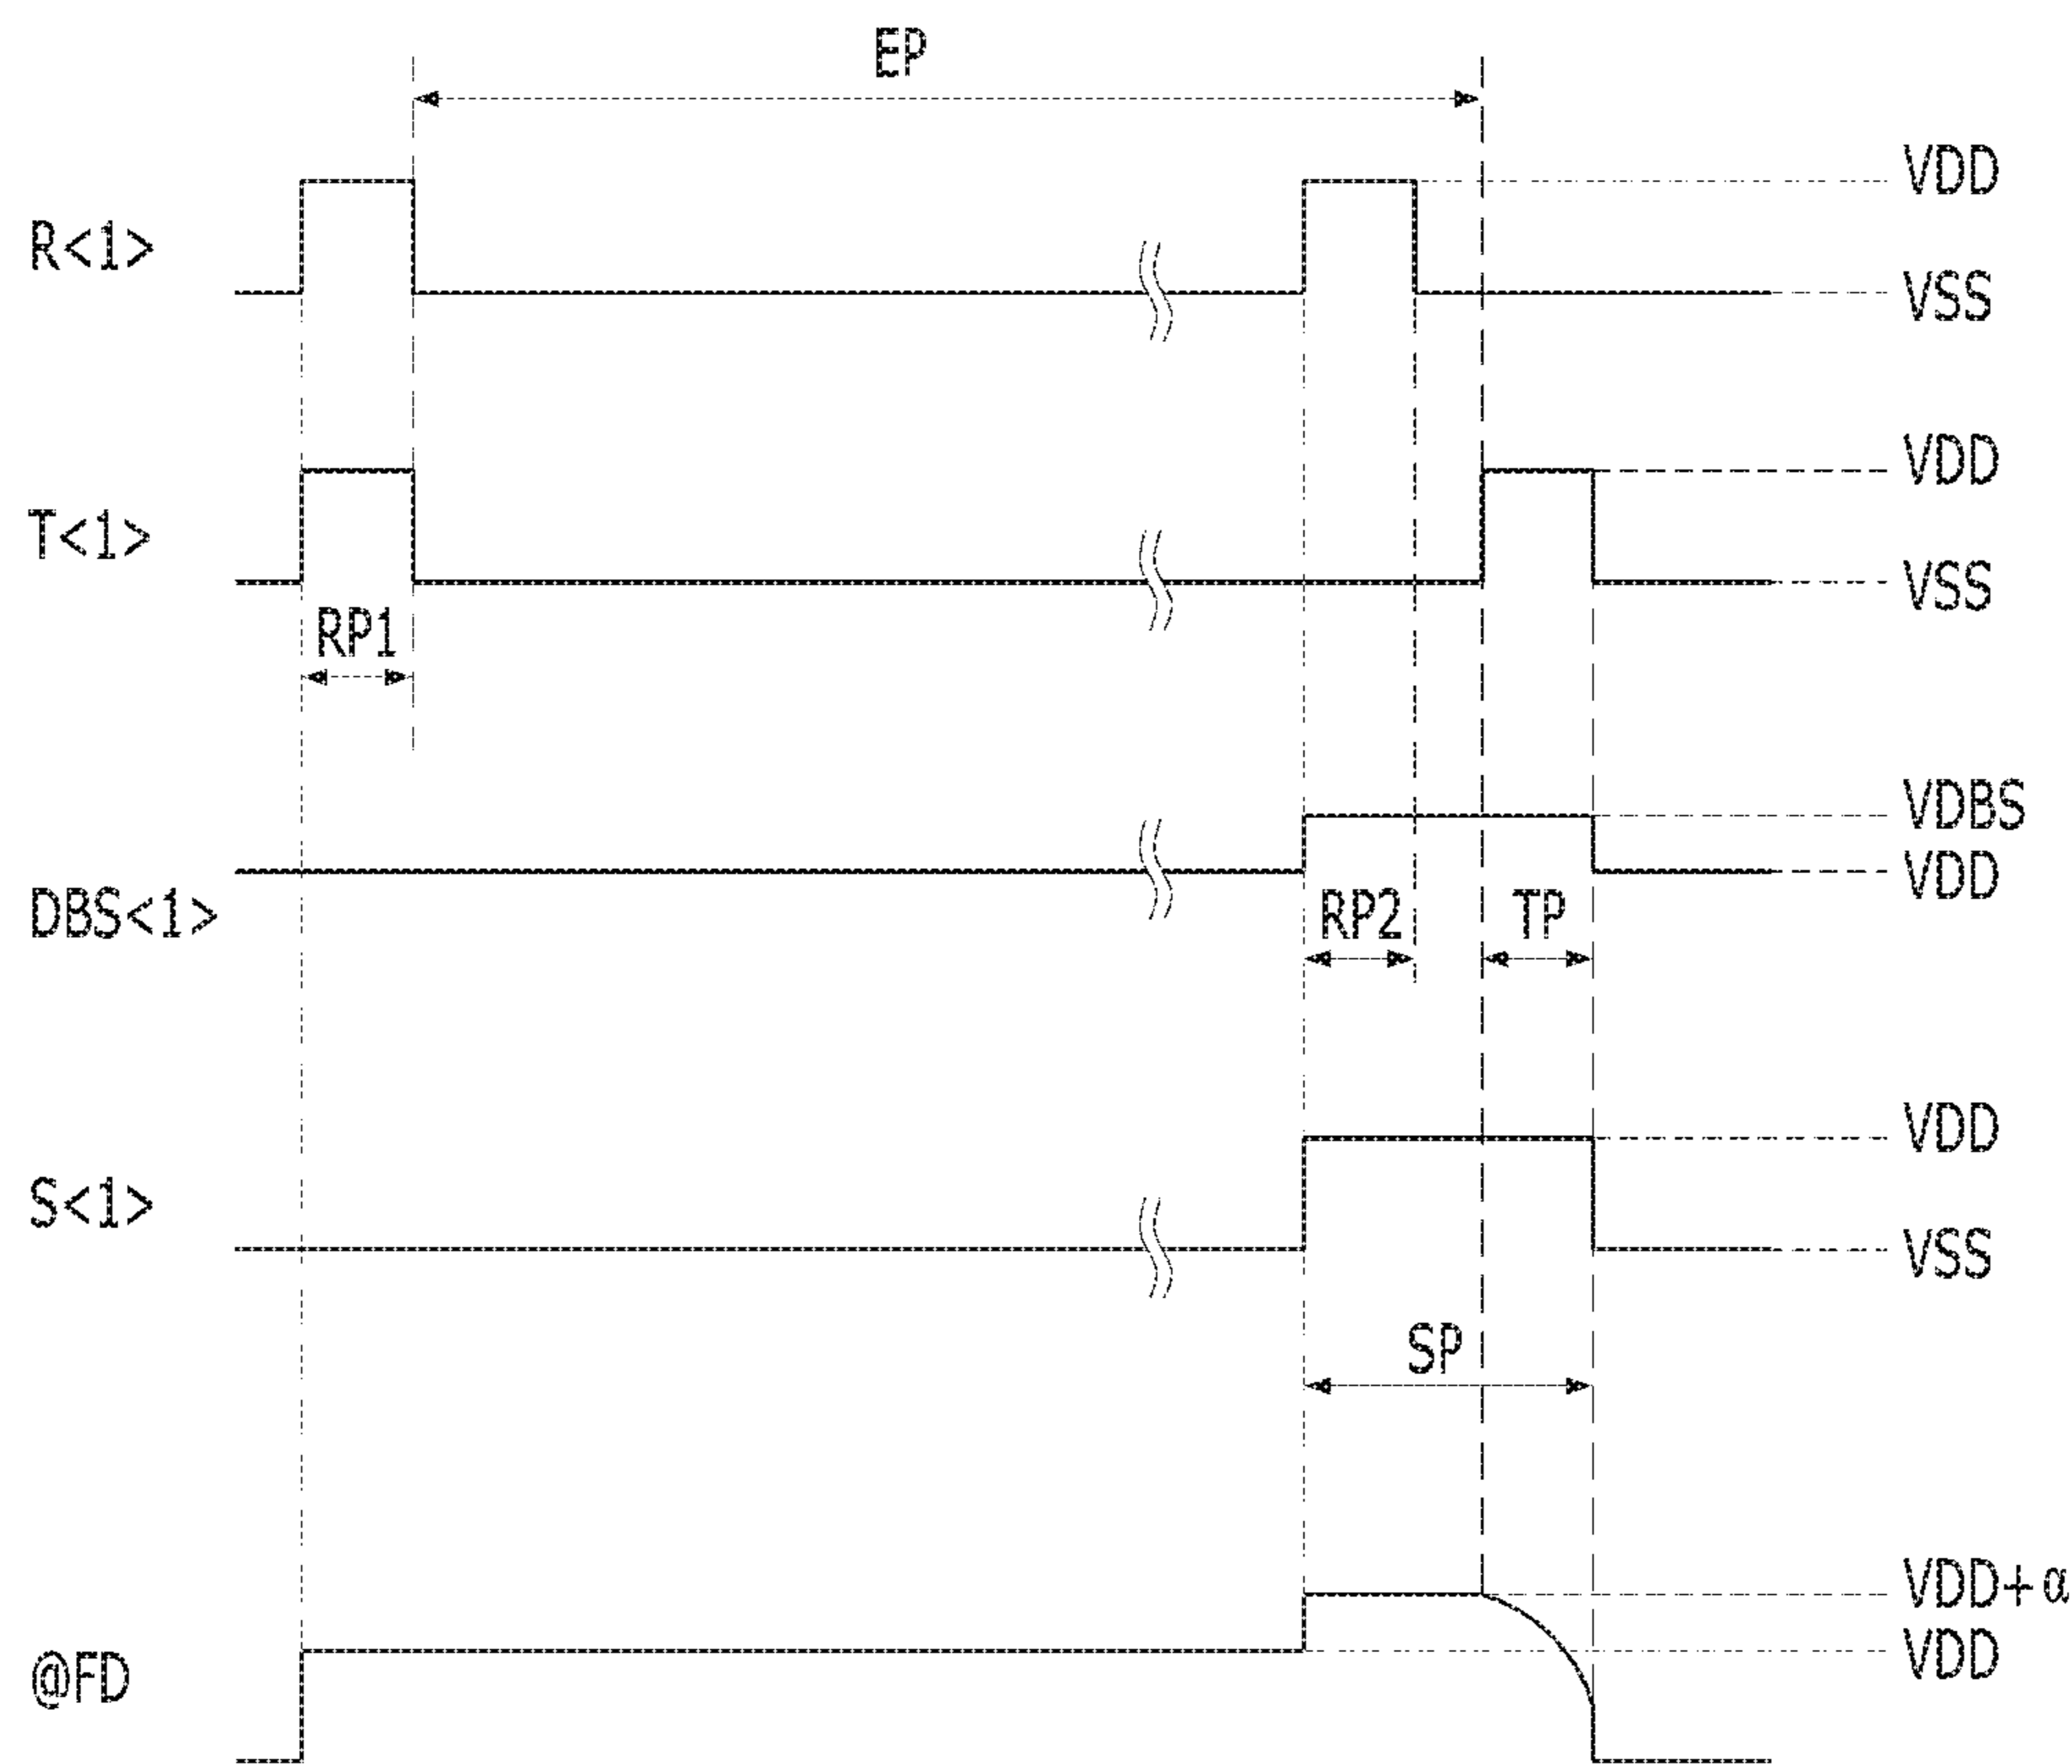 EP
VDD
R<1>
VSS
VDD
T<1>
VSS
RP1
VDBS
VDD
DBS<1>
RP2
TP
VDD
S<1>
VSS
SP
VDD+α
VDD
@FD